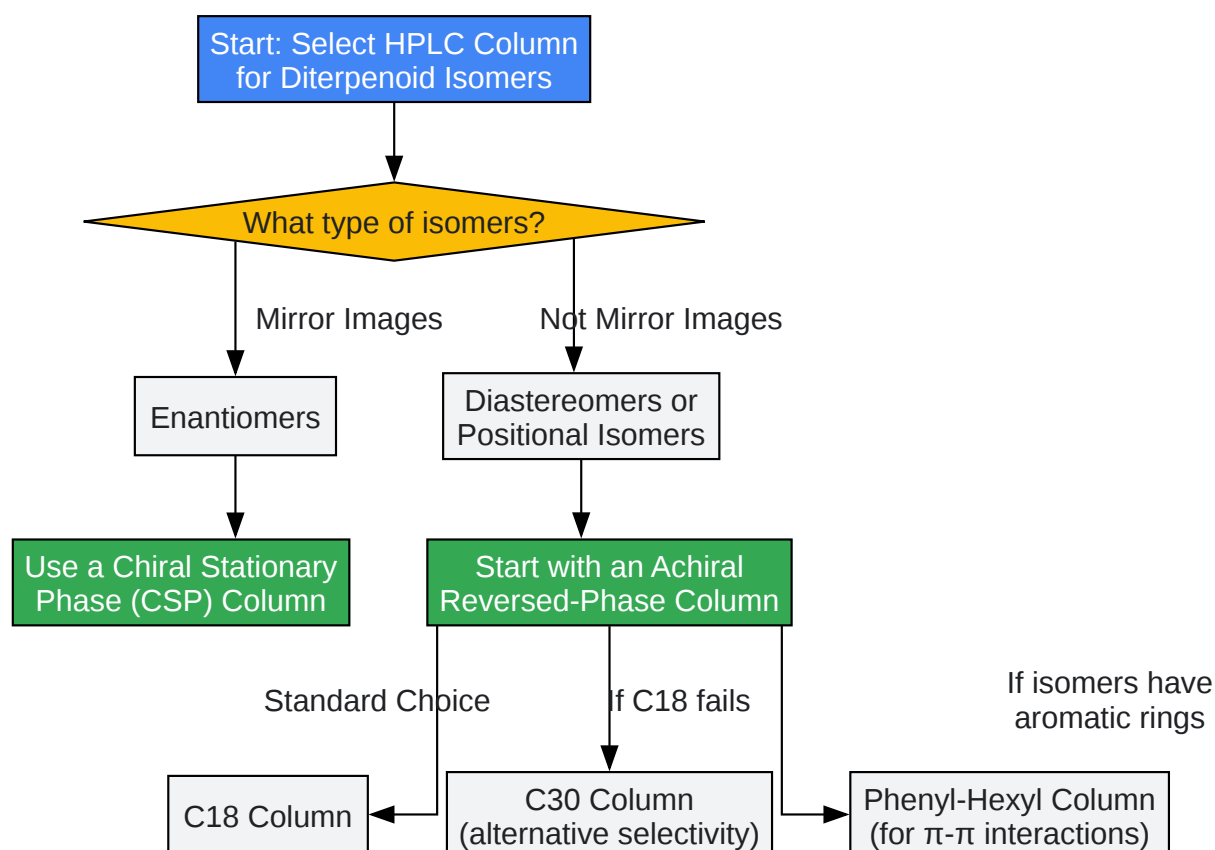 Start: Select HPLC Column
for Diterpenoid Isomers
What type of isomers?
Mirror Images
Not Mirror Images
Enantiomers
Diastereomers or
Positional Isomers
Use a Chiral Stationary
Phase (CSP) Column
Start with an Achiral
Reversed-Phase Column
Standard Choice
If C18 fails
If isomers have
aromatic rings
C18 Column
C30 Column
(alternative selectivity)
Phenyl-Hexyl Column
(for π-π interactions)